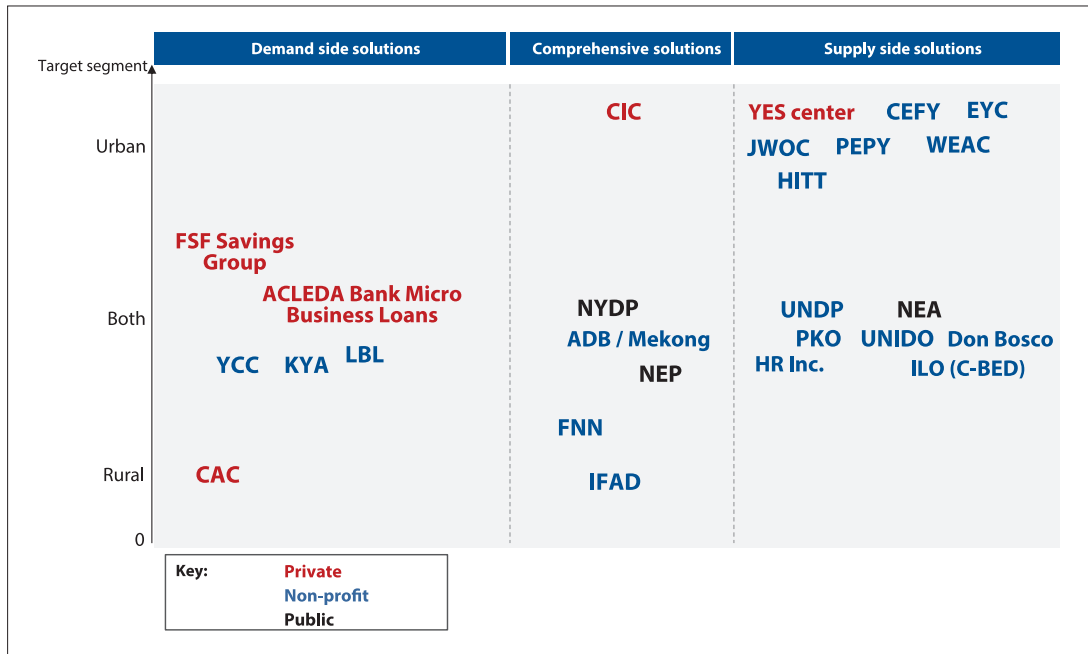 Demand side solutions
Comprehensive solutions
Supply side solutions
Target segment
Urban
CIC
YES center
CEFY
EYC
JWOC
PEPY
WEAC
HITT
FSF Savings
Group
ACLEDA Bank Micro
Business Loans
Both
NYDP
UNDP
NEA
ADB / Mekong
PKO
UNIDO
Don Bosco
YCC
KYA
LBL
NEP
HR Inc.
ILO (C-BED)
FNN
Rural
CAC
IFAD
0
Key:
Private
Non-profit
Public